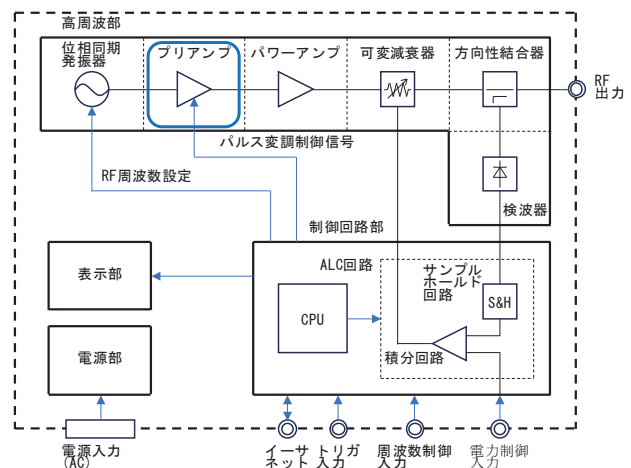 高周波部
位相同期
発振器
プリアンプ
パワーアンプ
可変減衰器
方向性結合器
RF
出力
パルス変調制御信号
RF周波数設定
検波器
制御回路部
表示部
ALC回路
サンプル
ホールド
回路
CPU
S&H
積分回路
電源部
電源入力
(AC)
イーサ
ネット
トリガ
入力
周波数制御
入力
電力制御
入力